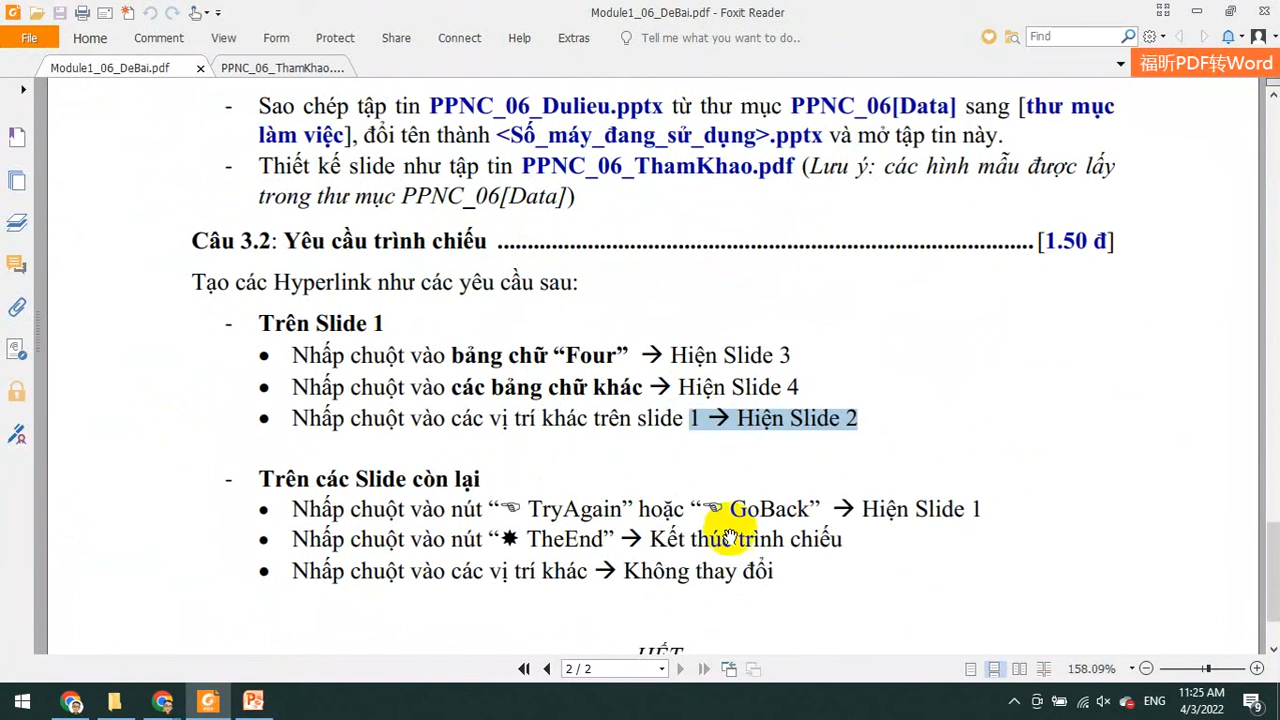 Module1_06_DeBai.pdf - Foxit Reader
File Home Comment View Form Protect Share Connect Help Extras Tell me what you want to do.. Find
Module1_06_DeBai.pdf PPNC_06_ThamKhao.... 福昕PDF转Word
- Sao chép tập tin PPNC_06_Dulieu.pptx từ thư mục PPNC_06[Data] sang [thư mục
làm việc], đổi tên thành <Số_máy_đang_sử_dụng>.pptx và mở tập tin này.
- Thiết kế slide như tập tin PPNC_06_ThamKhao.pdf (Lưu ý: các hình mẫu được lấy
trong thư mục PPNC_06[Data])
Câu 3.2: Yêu cầu trình chiếu ................................................................................ [1.50 đ]
Tạo các Hyperlink như các yêu cầu sau:
- Trên Slide 1
• Nhấp chuột vào bảng chữ “Four” → Hiện Slide 3
• Nhấp chuột vào các bảng chữ khác → Hiện Slide 4
• Nhấp chuột vào các vị trí khác trên slide 1 → Hiện Slide 2
- Trên các Slide còn lại
• Nhấp chuột vào nút “☜ TryAgain” hoặc “☜ GoBack” → Hiện Slide 1
• Nhấp chuột vào nút “✸ TheEnd” → Kết thúc trình chiếu
• Nhấp chuột vào các vị trí khác → Không thay đổi
HẾT
2 / 2 158.09%
ENG 11:25 AM
4/3/2022 9